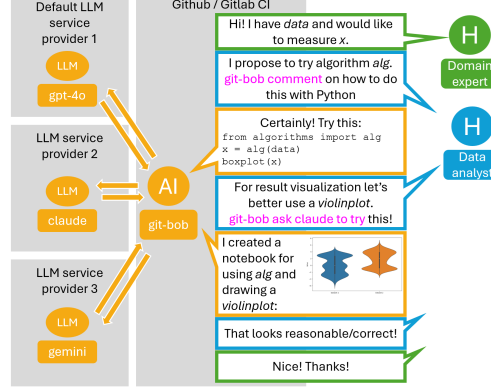 Default LLM
service
provider 1
LLM
gpt-4o
LLM service
provider 2
LLM
claude
LLM service
provider 3
LLM
gemini
Github / Gitlab CI
AI
git-bob
Hi! I have data and would like
to measure x.
I propose to try algorithm alg.
git-bob comment on how to do
this with Python
Certainly! Try this:
from algorithms import alg
x = alg(data)
boxplot(x)
For result visualization let’s
better use a violinplot.
git-bob ask claude to try this!
I created a
notebook for
using alg and
drawing a
violinplot:
That looks reasonable/correct!
Nice! Thanks!
H
Domain
expert
H
Data
analyst